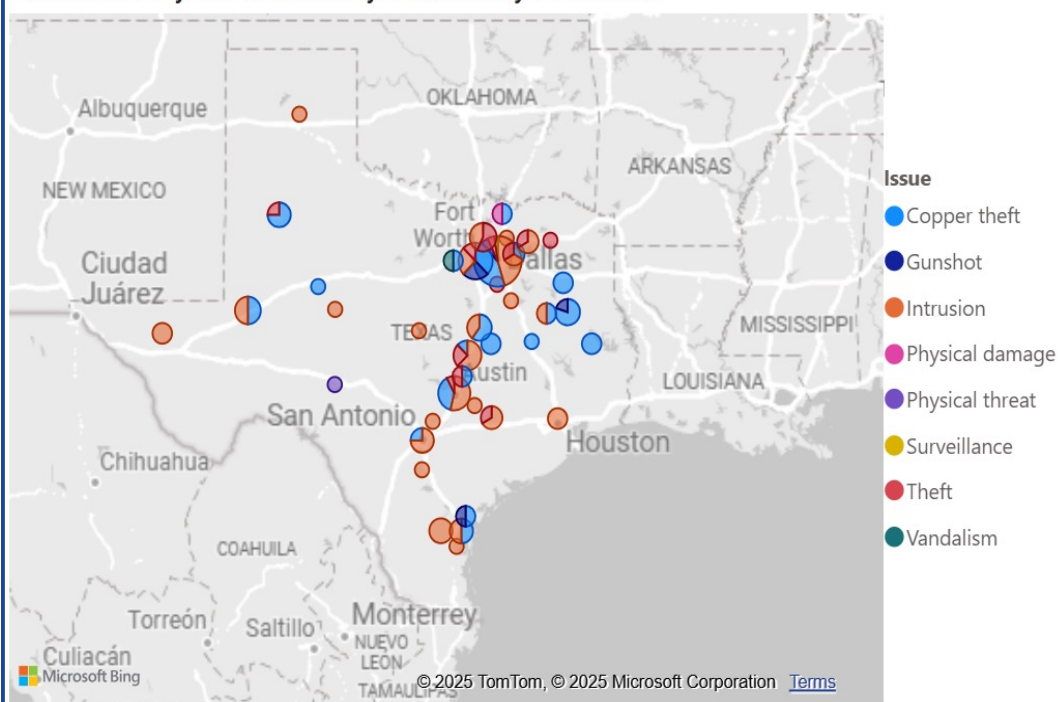 Albuquerque
OKLAHOMA
ARKANSAS
Issue
NEW MEXICO
Fort
Worth
Copper theft
Dallas
Gunshot
Ciudad
Juárez
Intrusion
TEXAS
MISSISSIPPI
Physical damage
Austin
LOUISIANA
Physical threat
San Antonio
Houston
Surveillance
Chihuahua
Theft
COAHUILA
Vandalism
Monterrey
Torreón
Saltillo
NUEVO
LEÓN
Culiacán
Microsoft Bing
TAMAULIPAS
© 2025 TomTom, © 2025 Microsoft Corporation Terms